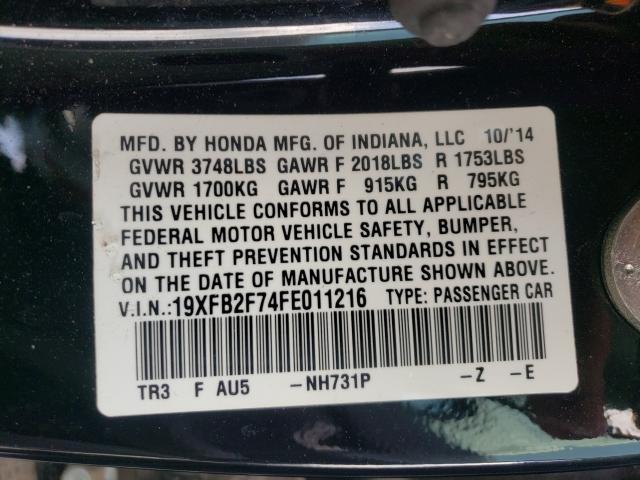 MFD. BY HONDA MFG. OF INDIANA, LLC 10/'14
GVWR 3748LBS GAWR F 2018LBS R 1753LBS
GVWR 1700KG GAWR F 915KG R 795KG
THIS VEHICLE CONFORMS TO ALL APPLICABLE
FEDERAL MOTOR VEHICLE SAFETY, BUMPER,
AND THEFT PREVENTION STANDARDS IN EFFECT
ON THE DATE OF MANUFACTURE SHOWN ABOVE.
V.I.N.:19XFB2F74FE011216 TYPE: PASSENGER CAR
TR3 F AU5 –NH731P –Z –E